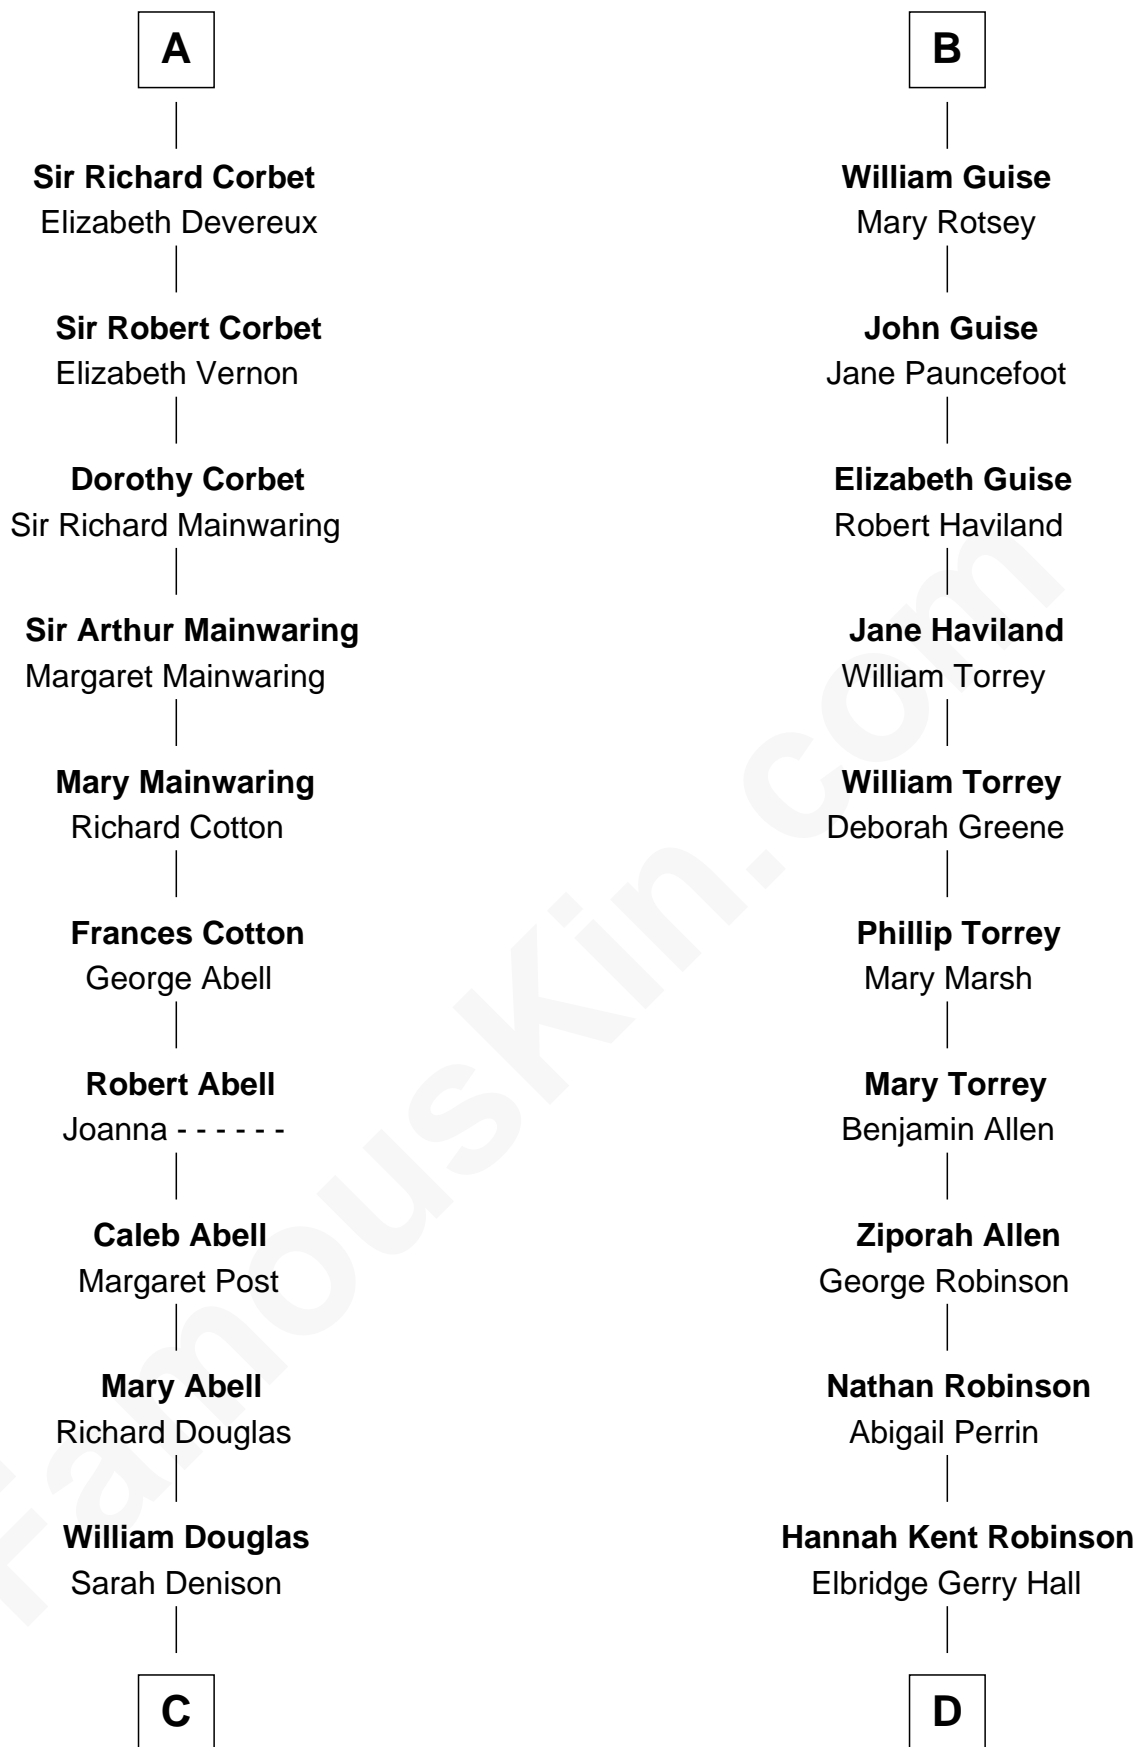 A
Sir Richard Corbet
Elizabeth Devereux
Sir Robert Corbet
Elizabeth Vernon
Dorothy Corbet
Sir Richard Mainwaring
Sir Arthur Mainwaring
Margaret Mainwaring
Mary Mainwaring
Richard Cotton
Frances Cotton
George Abell
Robert Abell
Joanna - - - - - -
Caleb Abell
Margaret Post
Mary Abell
Richard Douglas
William Douglas
Sarah Denison
C
B
William Guise
Mary Rotsey
John Guise
Jane Pauncefoot
Elizabeth Guise
Robert Haviland
Jane Haviland
William Torrey
William Torrey
Deborah Greene
Phillip Torrey
Mary Marsh
Mary Torrey
Benjamin Allen
Ziporah Allen
George Robinson
Nathan Robinson
Abigail Perrin
Hannah Kent Robinson
Elbridge Gerry Hall
D
FamousKin.com